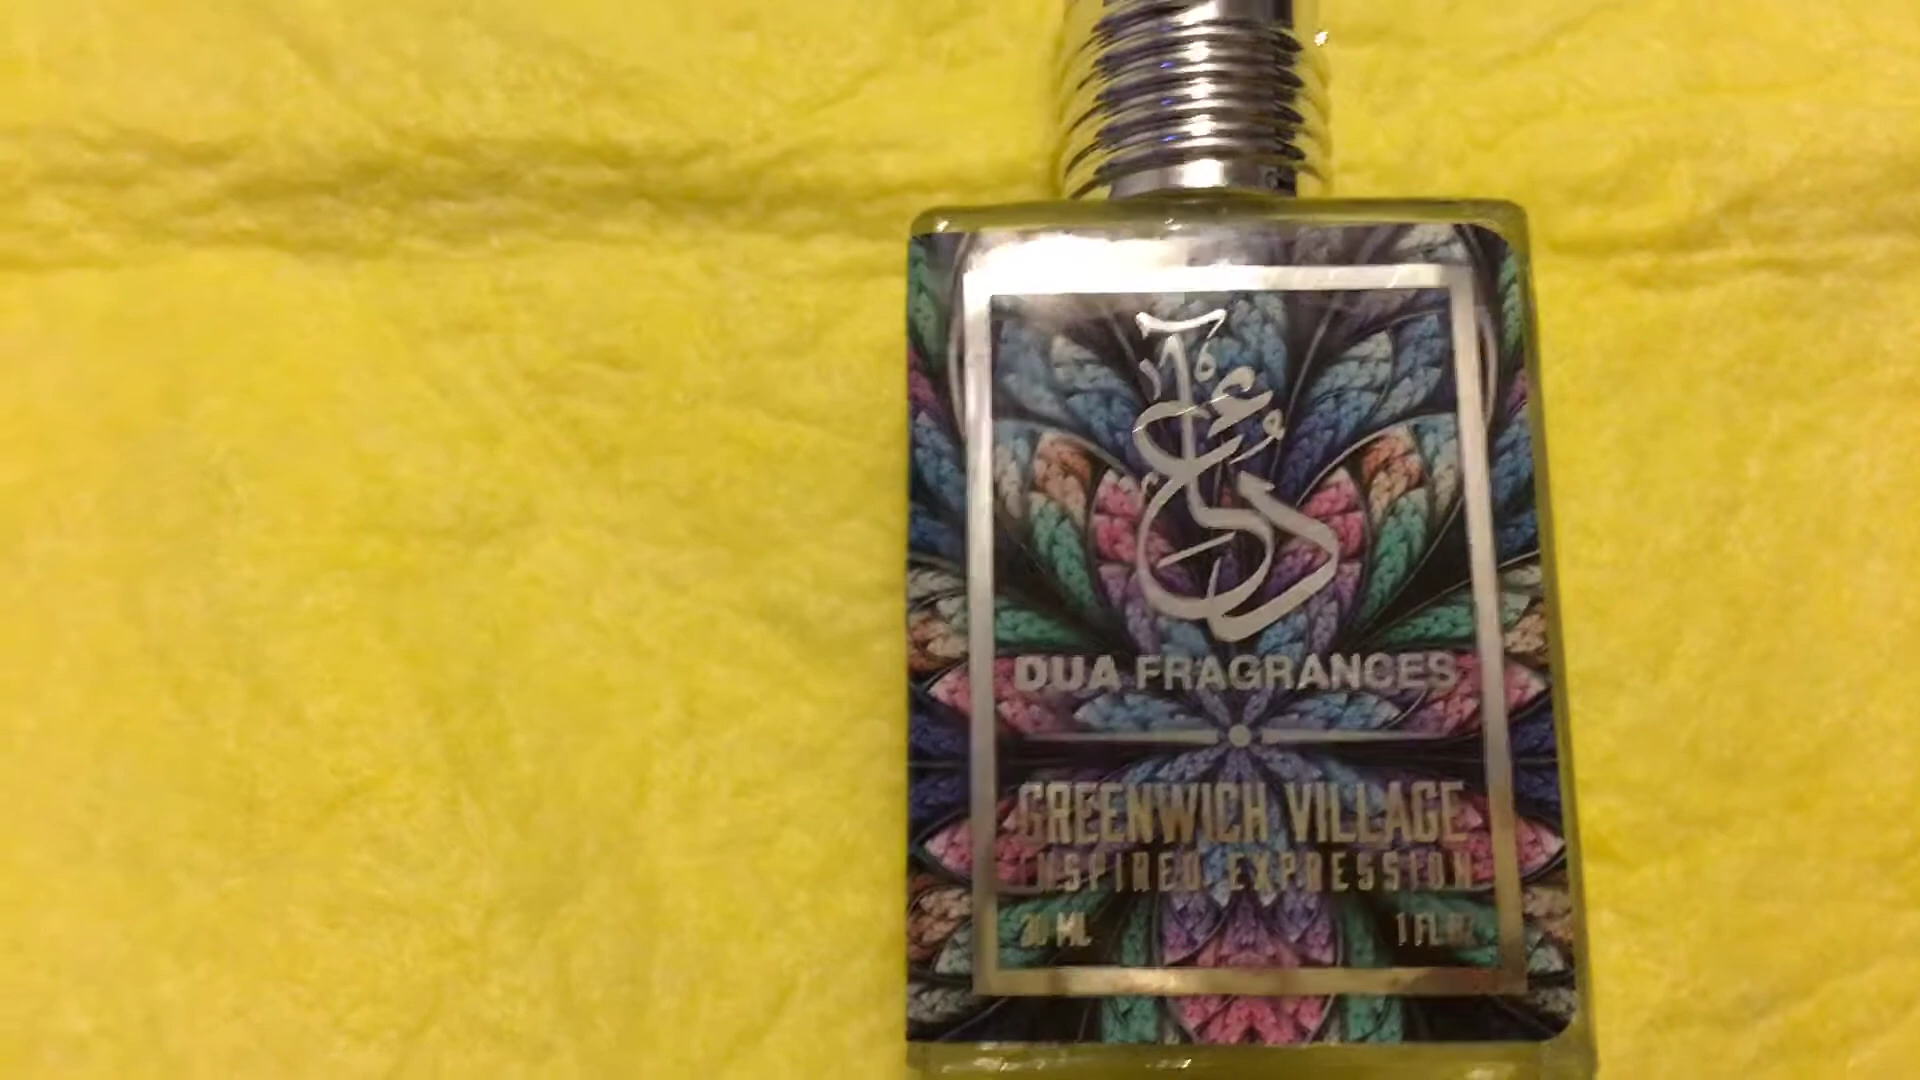 دعاء
DUA FRAGRANCES
GREENWICH VILLAGE
INSPIRED EXPRESSION
30 ML 1 FL OZ